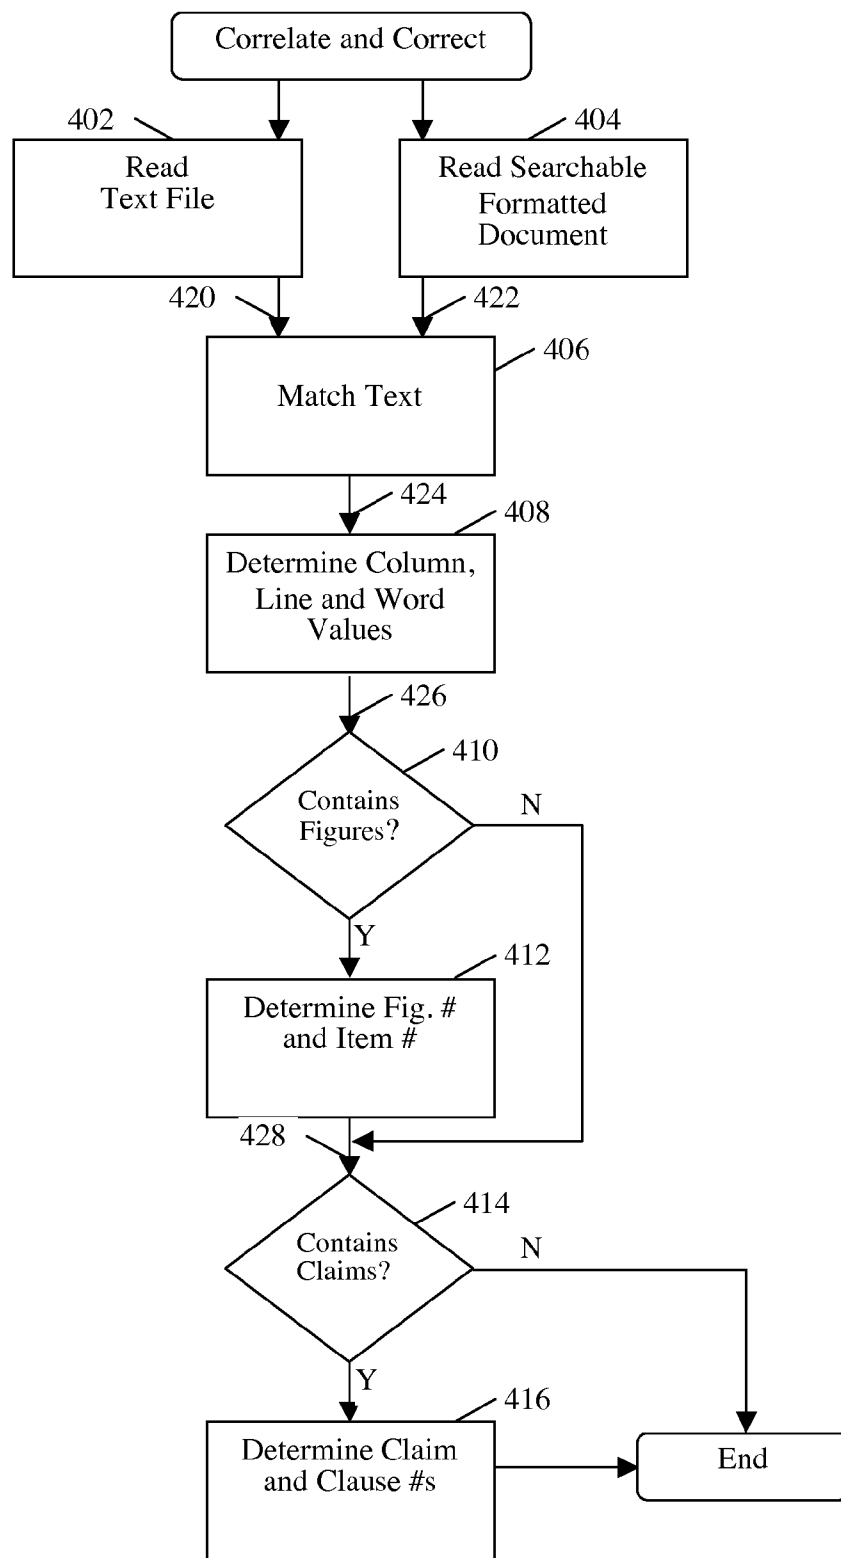 Correlate and Correct
402
404
Read
Text File
Read Searchable
Formatted
Document
420
422
406
Match Text
424
408
Determine Column,
Line and Word
Values
426
410
Contains
Figures?
N
Y
412
Determine Fig. #
and Item #
428
414
Contains
Claims?
N
Y
416
Determine Claim
and Clause #s
End